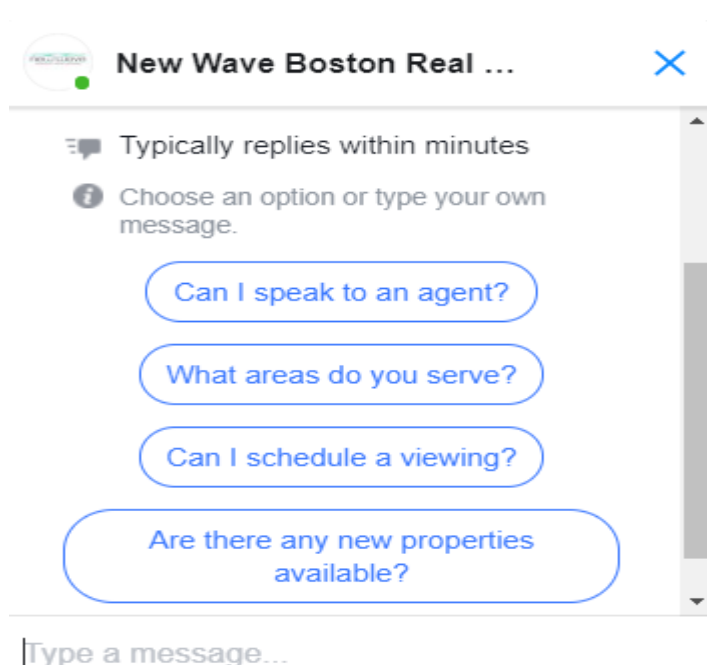 New Wave Boston Real ...
Typically replies within minutes
Choose an option or type your own
message.
Can I speak to an agent?
What areas do you serve?
Can I schedule a viewing?
Are there any new properties
available?
Type a message...